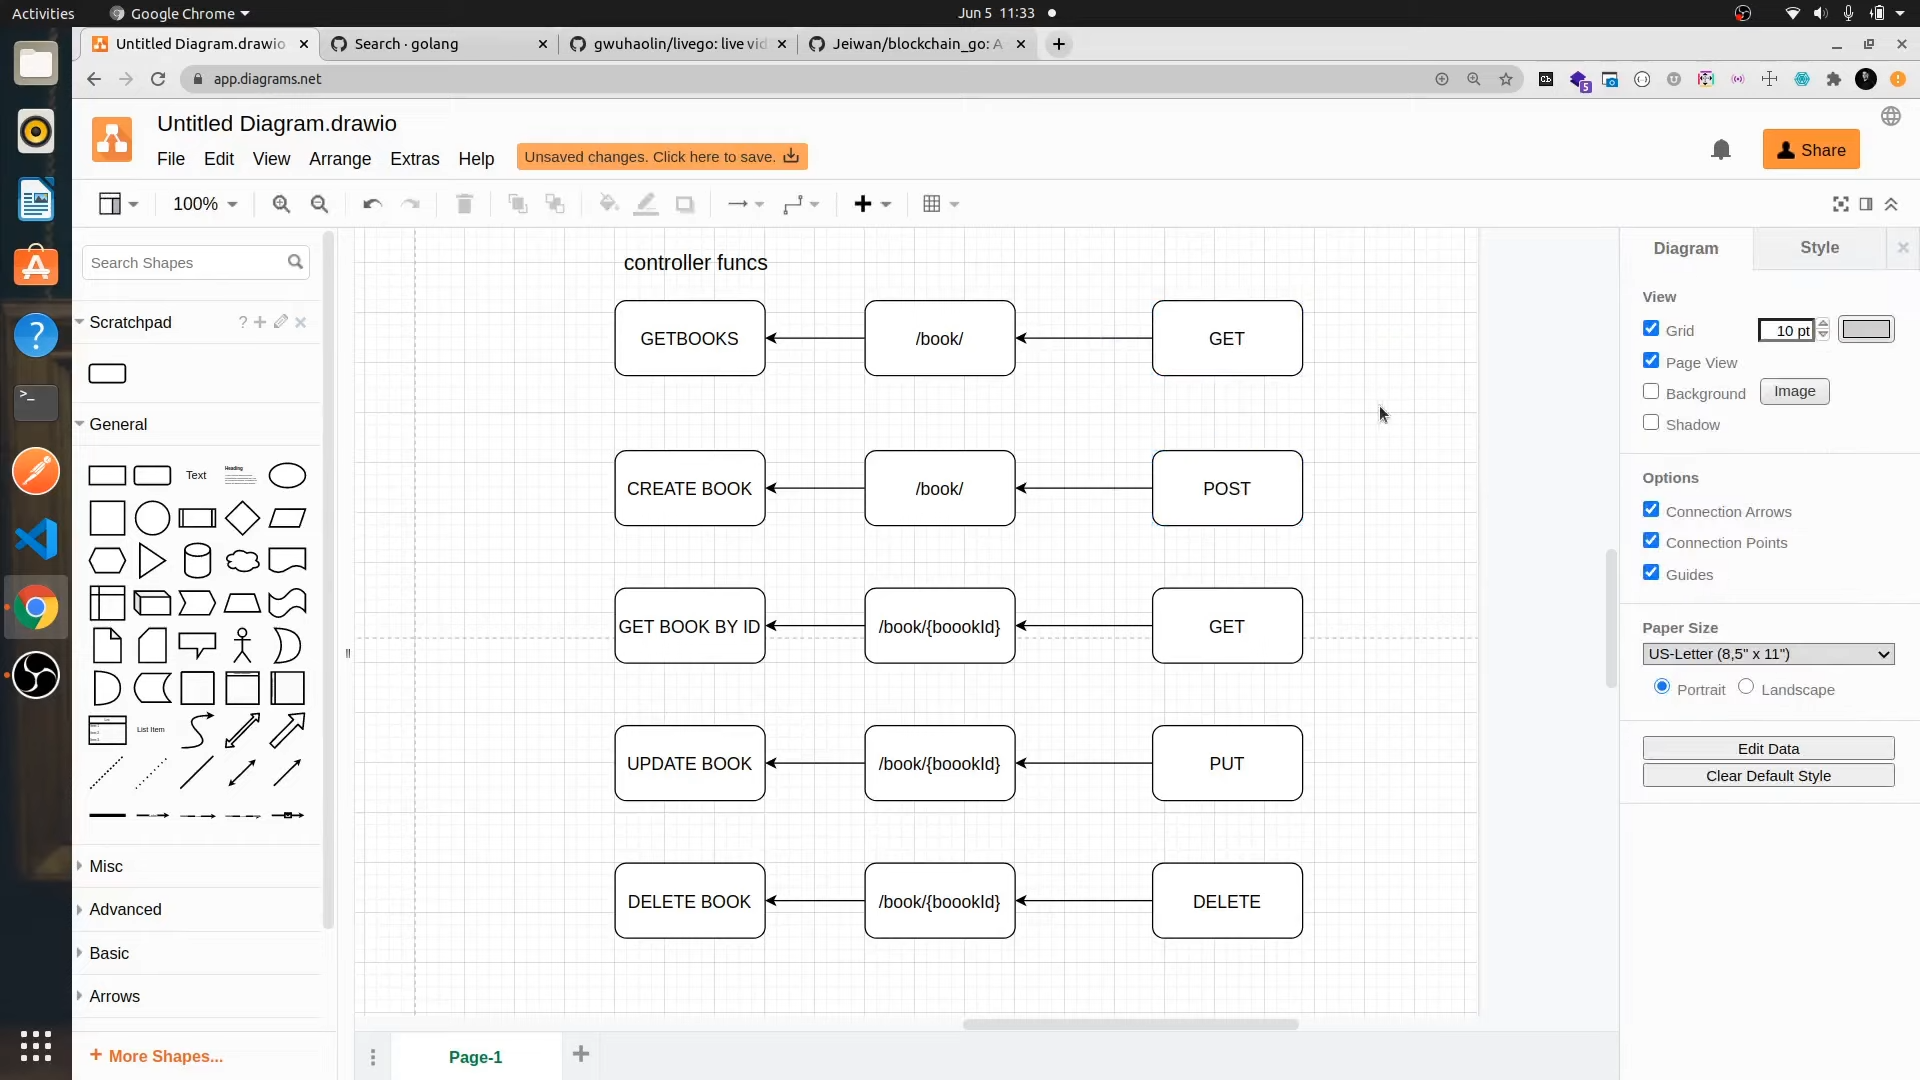 Activities
Google Chrome
Jun 5 11:33
Untitled Diagram.drawio
Search · golang
gwuhaolin/livego: live vid
Jeiwan/blockchain_go: A
app.diagrams.net
5
Untitled Diagram.drawio
File Edit View Arrange Extras Help
Unsaved changes. Click here to save.
Share
100%
Search Shapes
Scratchpad
General
Text
Heading
List Item
Misc
Advanced
Basic
Arrows
+ More Shapes...
controller funcs
GETBOOKS
/book/
GET
CREATE BOOK
/book/
POST
GET BOOK BY ID
/book/{boookId}
GET
UPDATE BOOK
/book/{boookId}
PUT
DELETE BOOK
/book/{boookId}
DELETE
Page-1
Diagram
Style
View
Grid
10 pt
Page View
Background
Image
Shadow
Options
Connection Arrows
Connection Points
Guides
Paper Size
US-Letter (8,5" x 11")
Portrait
Landscape
Edit Data
Clear Default Style